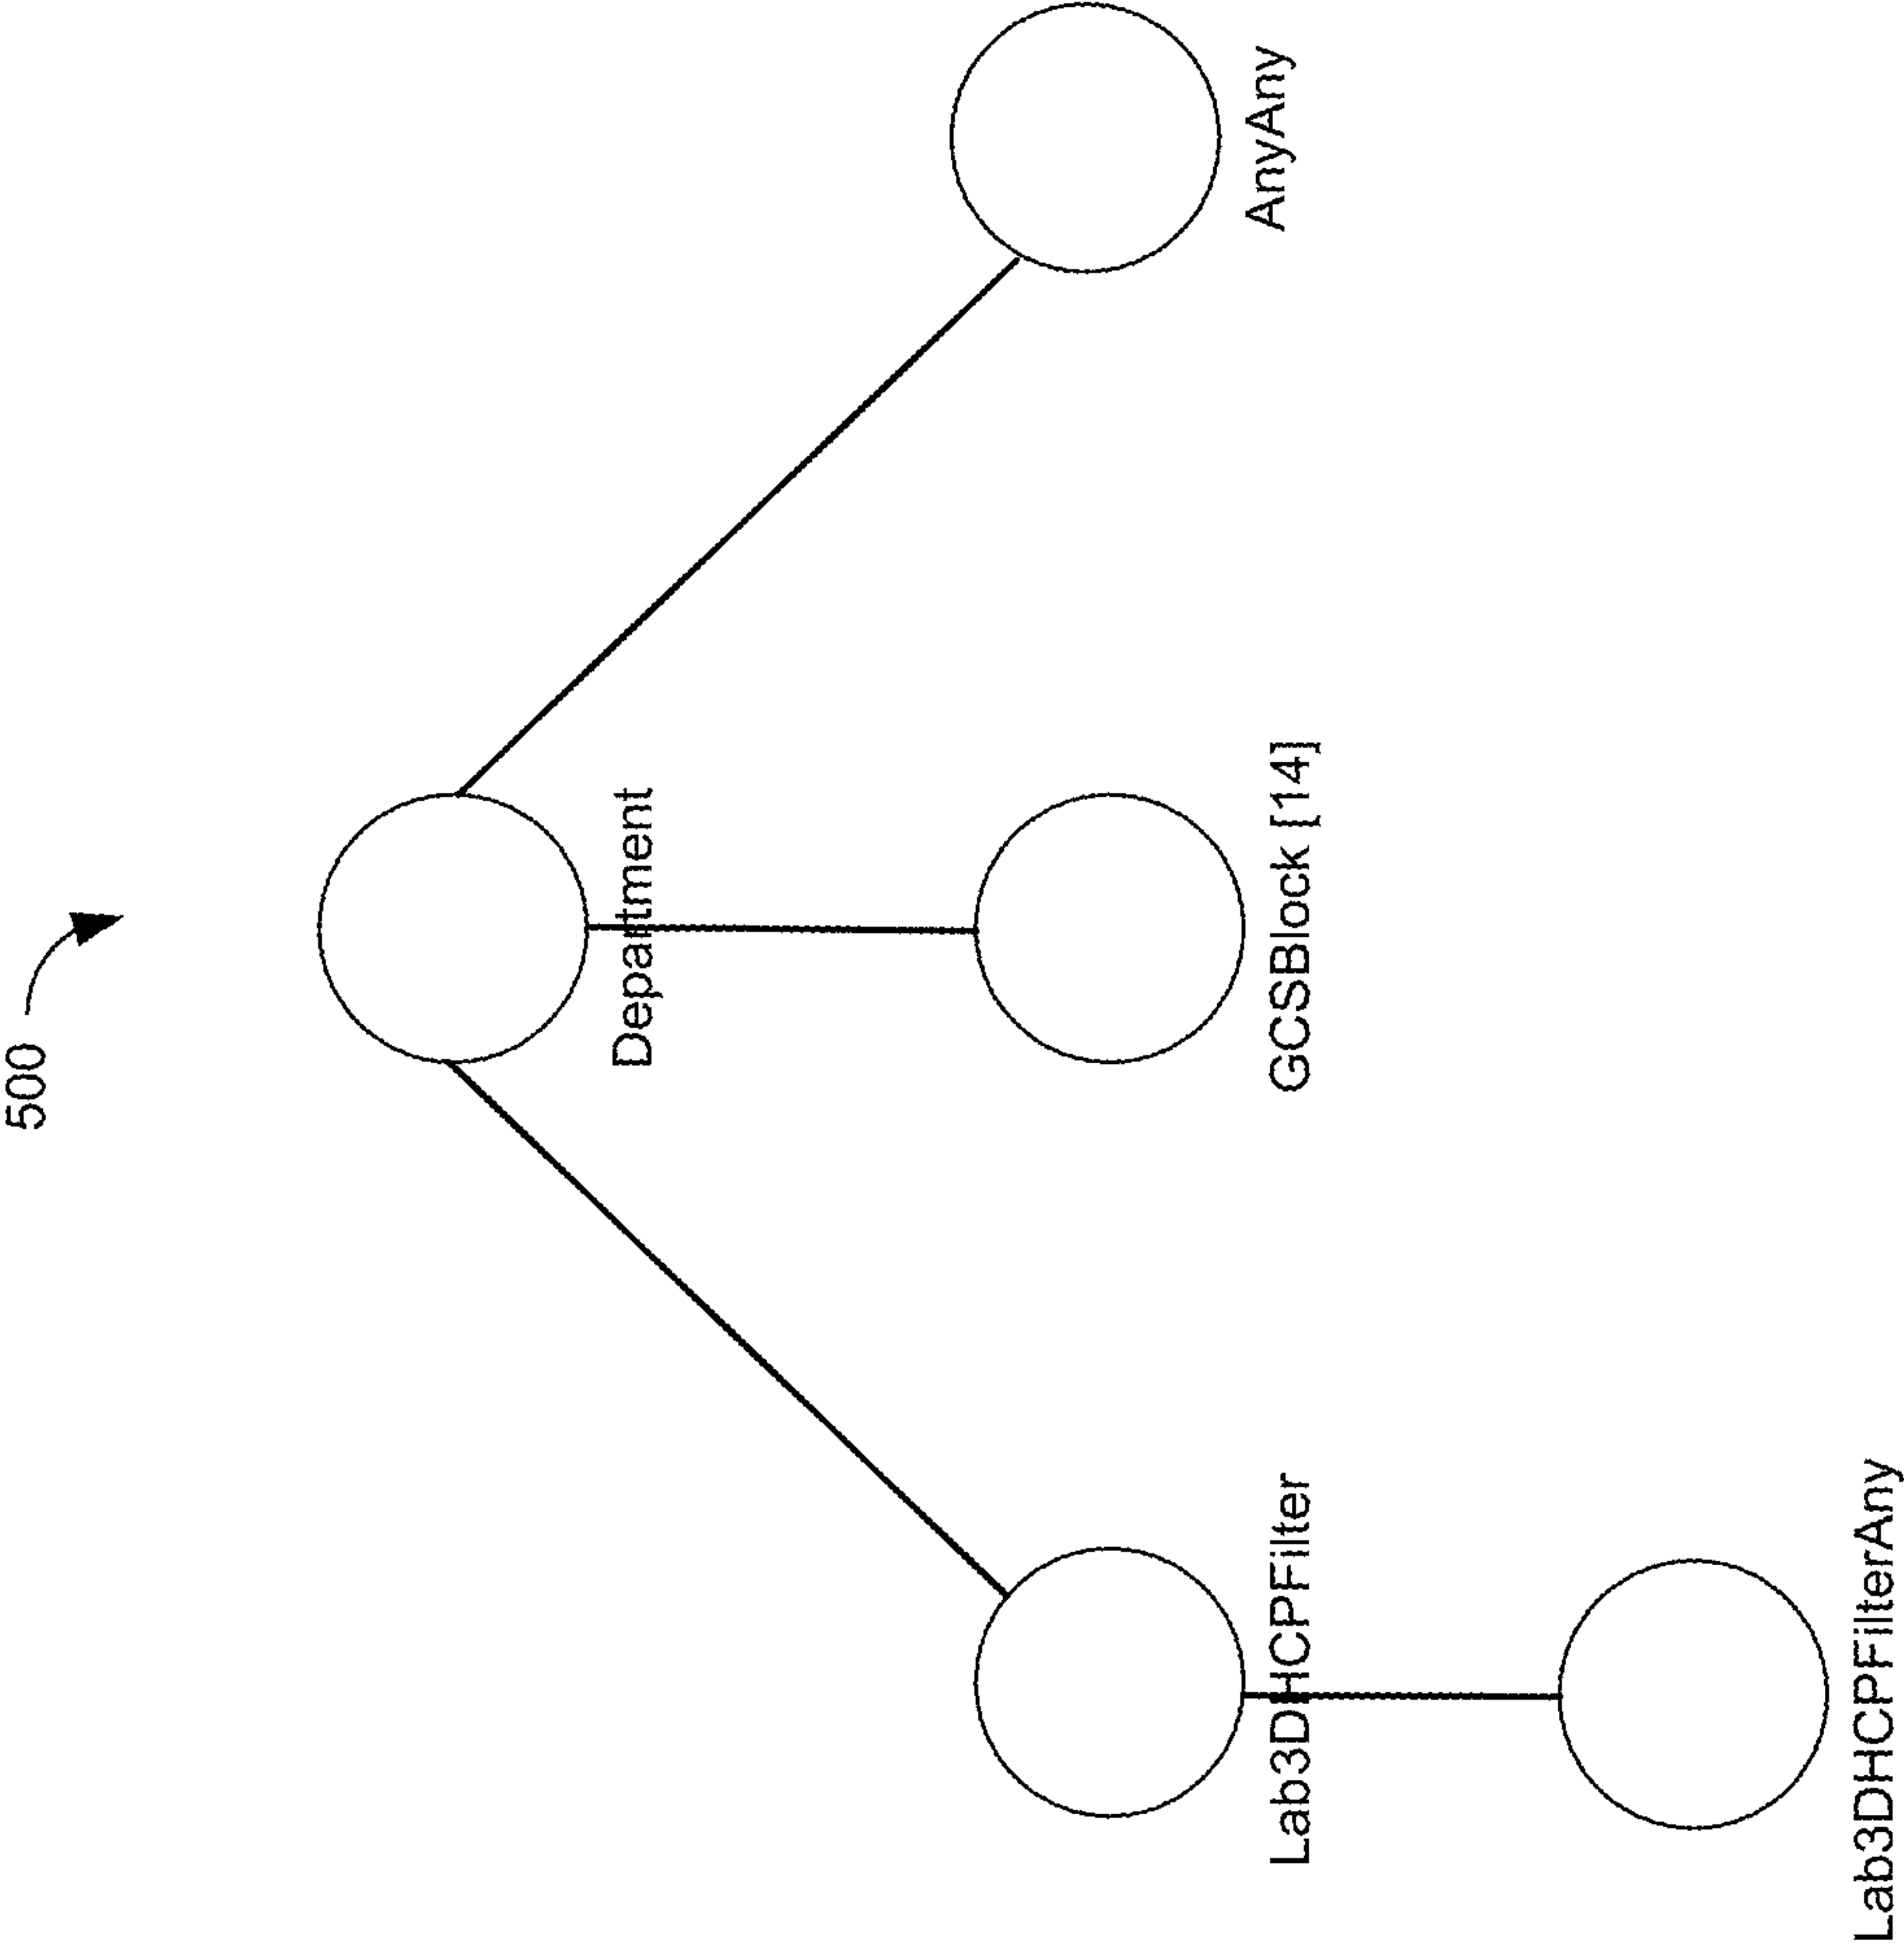 500
Department
AnyAny
GCSBlock [14]
Lab3DHCPFilter
Lab3DHCPFilterAny